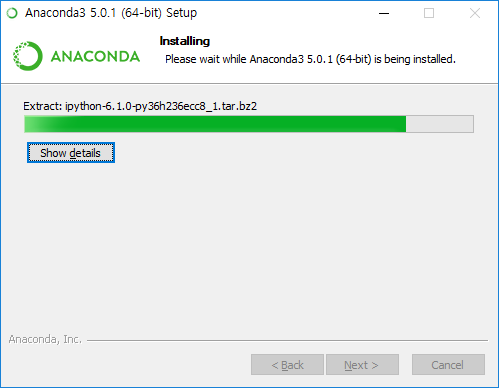 Anaconda3 5.0.1 (64-bit) Setup
ANACONDA
Installing
Please wait while Anaconda3 5.0.1 (64-bit) is being installed.
Extract: ipython-6.1.0-py36h236ecc8_1.tar.bz2
Show details
Anaconda, Inc.
< Back
Next >
Cancel